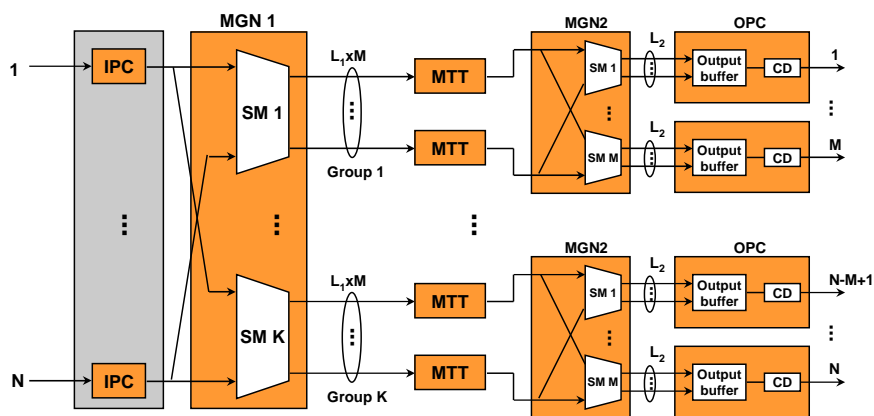 MGN 1
MGN2
OPC
1
IPC
SM 1
L1xM
Group 1
MTT
MTT
SM 1
SM M
L2
L2
Output
buffer
CD
1
Output
buffer
CD
M
N
IPC
SM K
L1xM
Group K
MTT
MTT
MGN2
SM 1
SM M
L2
L2
OPC
Output
buffer
CD
N-M+1
Output
buffer
CD
N